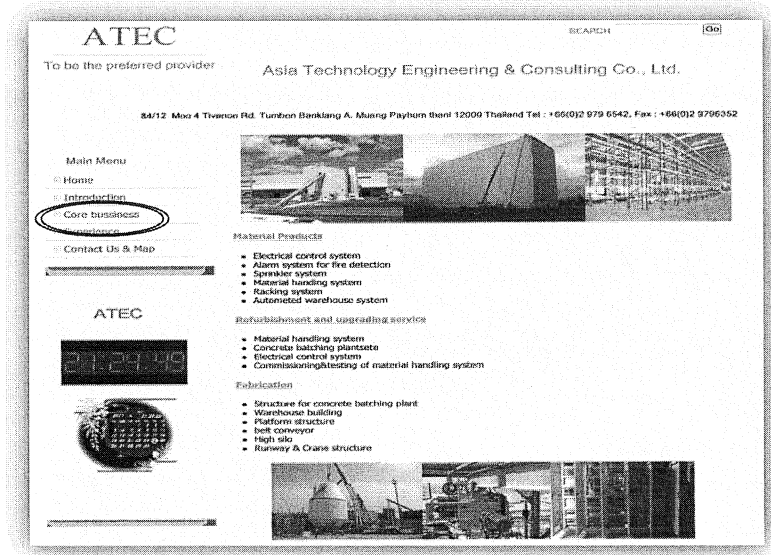 ATEC
SEARCH Go
To be the preferred provider
Asia Technology Engineering & Consulting Co., Ltd.
84/12 Moo 4 Tivanon Rd. Tumbon Banklang A. Muang Payhum thani 12000 Thailand Tel : +66(0)2 979 6542, Fax : +66(0)2 9796352
Main Menu
Home
Introduction
Core bussiness
Experience
Contact Us & Map
ATEC
21:29:49
Material Products
Electrical control system
Alarm system for fire detection
Sprinkler system
Material handing system
Racking system
Autometed warehouse system
Refurbishment and upgrading service
Material handling system
Concrete batching plantsete
Electrical control system
Commissioning&testing of material handling system
Fabrication
Structure for concrete batching plant
Warehouse building
Platform structure
belt conveyor
High silo
Runway & Crane structure